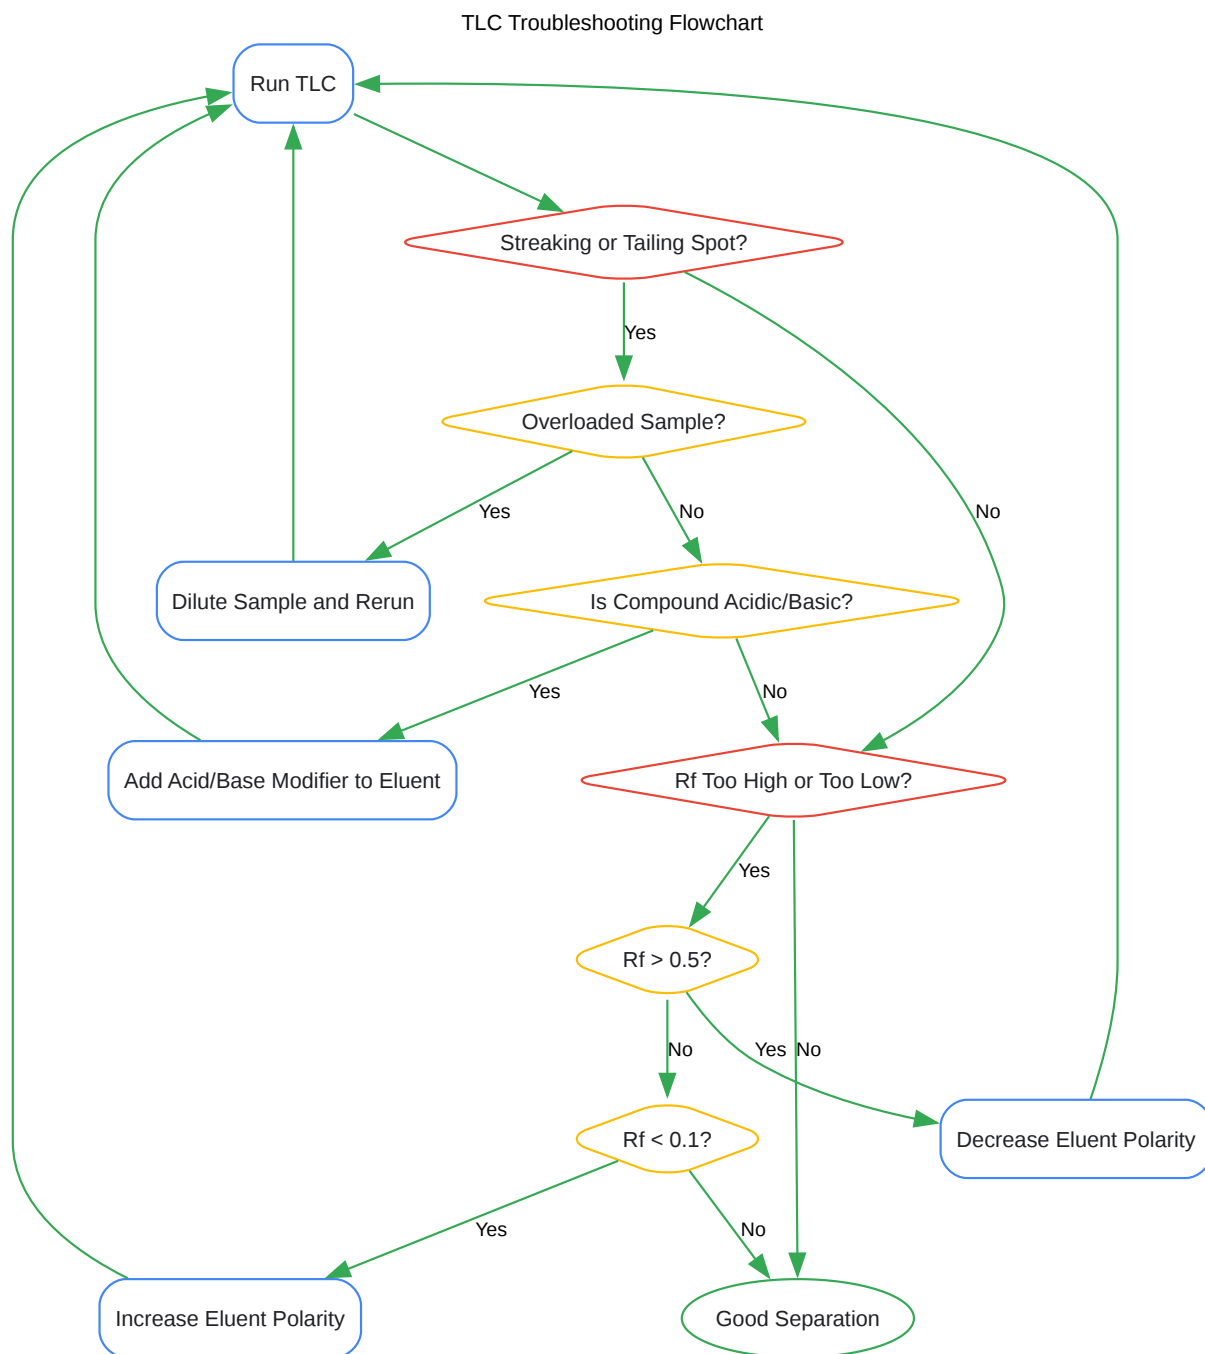 TLC Troubleshooting Flowchart
Run TLC
Streaking or Tailing Spot?
Yes
Overloaded Sample?
Yes
No
No
Dilute Sample and Rerun
Is Compound Acidic/Basic?
Yes
No
Add Acid/Base Modifier to Eluent
Rf Too High or Too Low?
Yes
Rf > 0.5?
No
Yes
No
Rf < 0.1?
Decrease Eluent Polarity
Yes
No
Increase Eluent Polarity
Good Separation